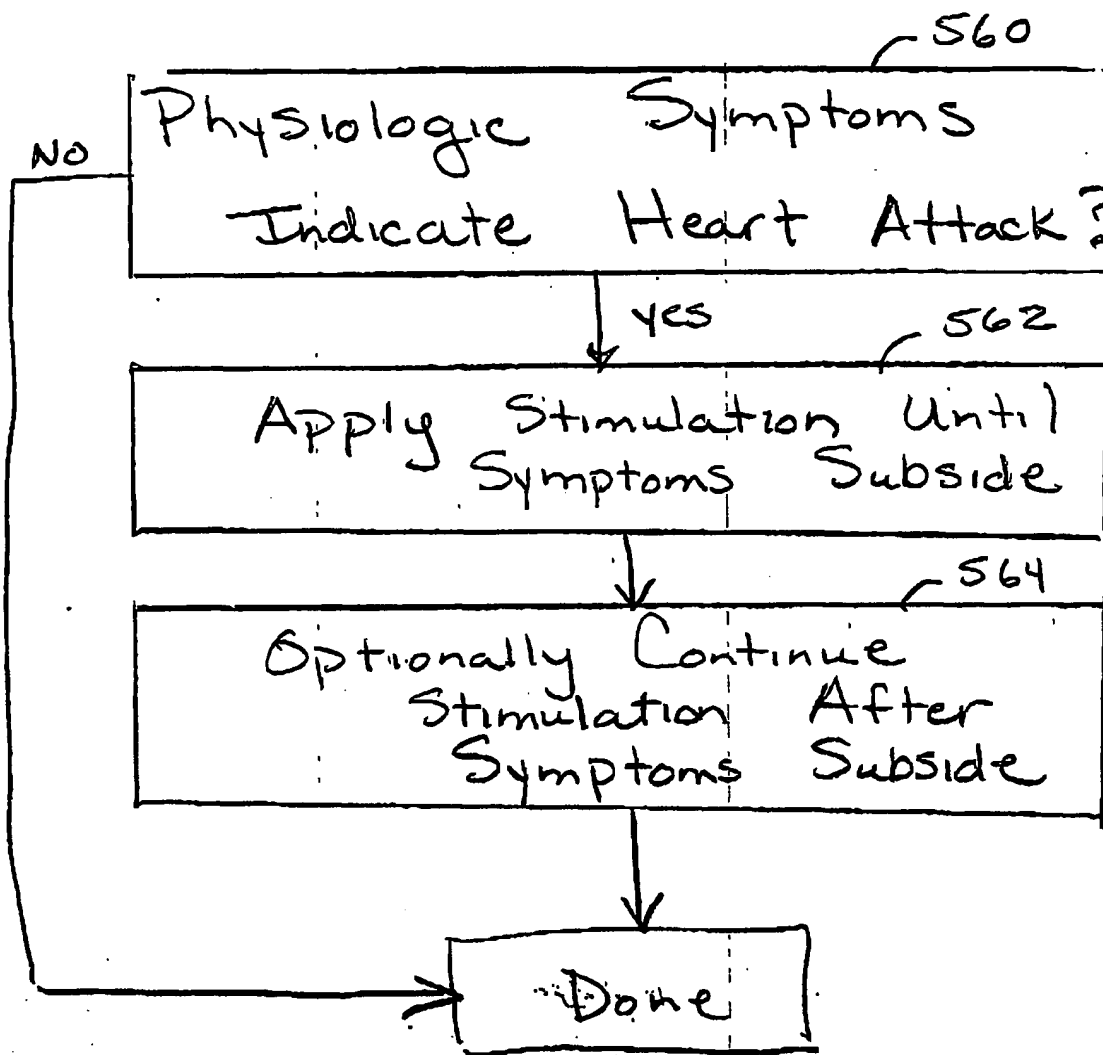 560
Physiologic Symptoms
NO
Indicate Heart Attack?
yes
562
Apply Stimulation Until
Symptoms Subside
564
Optionally Continue
Stimulation After
Symptoms Subside
Done